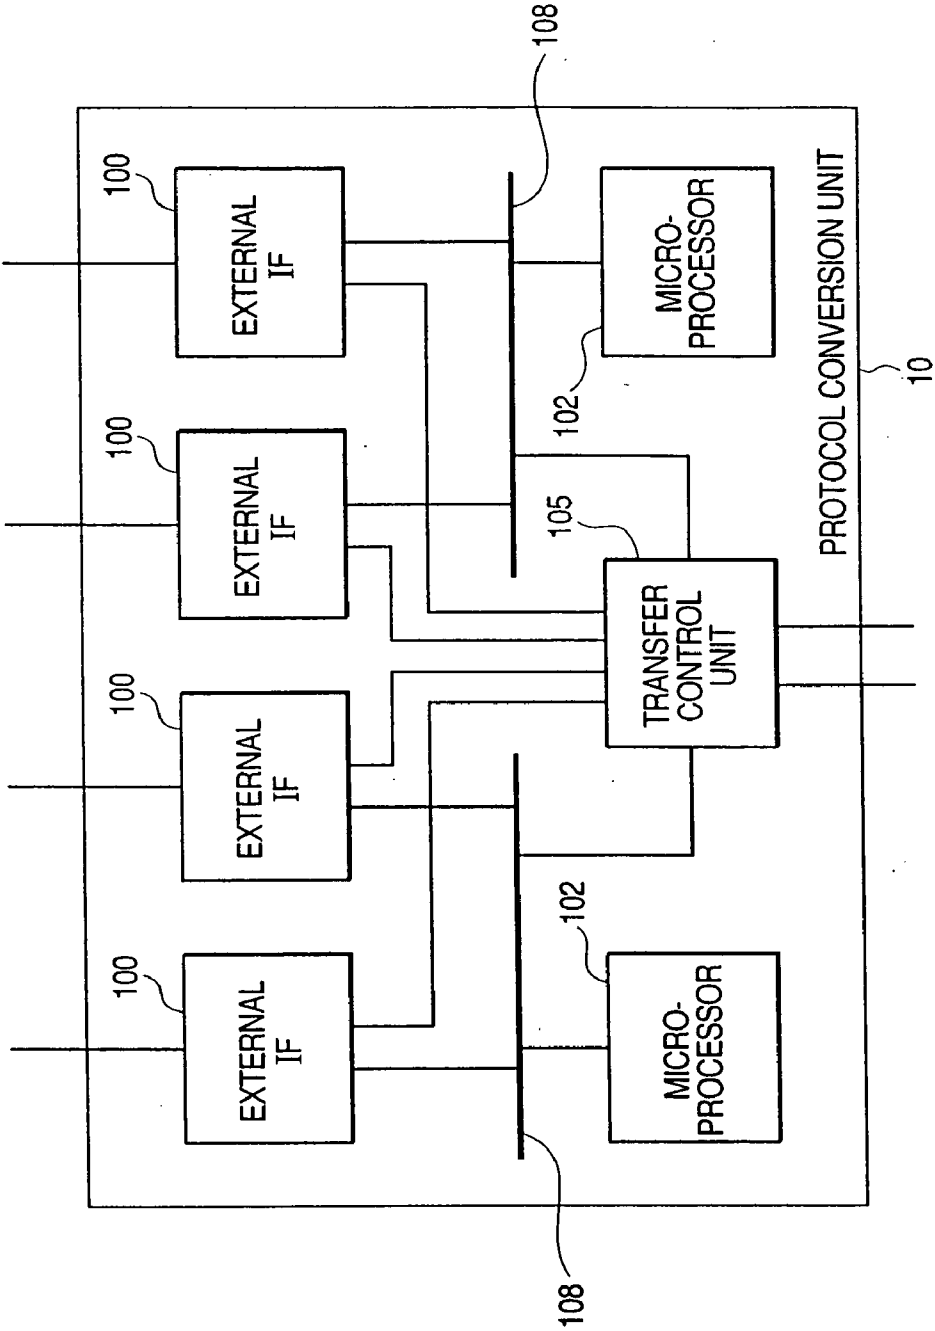 108
100
EXTERNAL
IF
100
EXTERNAL
IF
100
EXTERNAL
IF
100
EXTERNAL
IF
108
102
MICRO-
PROCESSOR
105
TRANSFER
CONTROL
UNIT
102
MICRO-
PROCESSOR
PROTOCOL CONVERSION UNIT
10